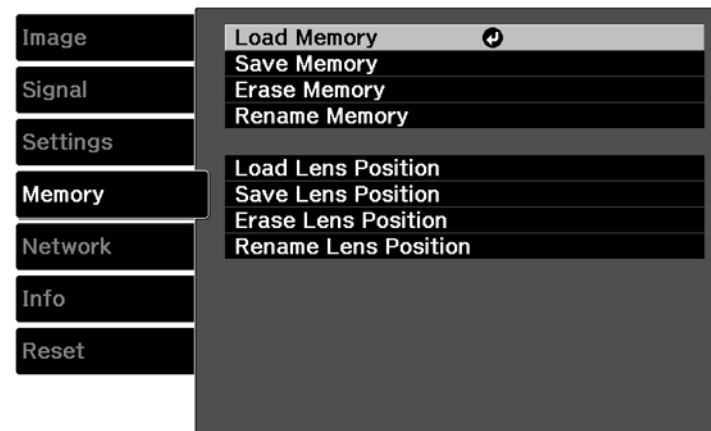 Image
Signal
Settings
Memory
Network
Info
Reset
Load Memory
Save Memory
Erase Memory
Rename Memory
Load Lens Position
Save Lens Position
Erase Lens Position
Rename Lens Position